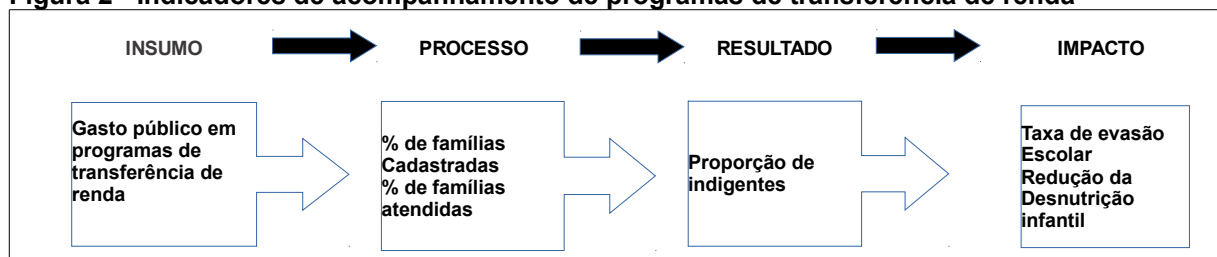 Figura 2 - Indicadores de acompanhamento de programas de transferência de renda
INSUMO
PROCESSO
RESULTADO
IMPACTO
Gasto público em
programas de
transferência de
renda
% de famílias
Cadastradas
% de famílias
atendidas
Proporção de
indigentes
Taxa de evasão
Escolar
Redução da
Desnutrição
infantil